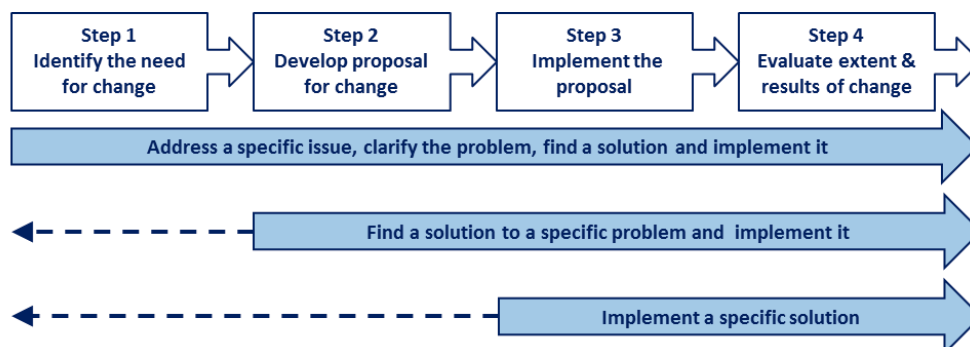 Step 1
Identify the need
for change
Step 2
Develop proposal
for change
Step 3
Implement the
proposal
Step 4
Evaluate extent &
results of change
Address a specific issue, clarify the problem, find a solution and implement it
Find a solution to a specific problem and implement it
Implement a specific solution